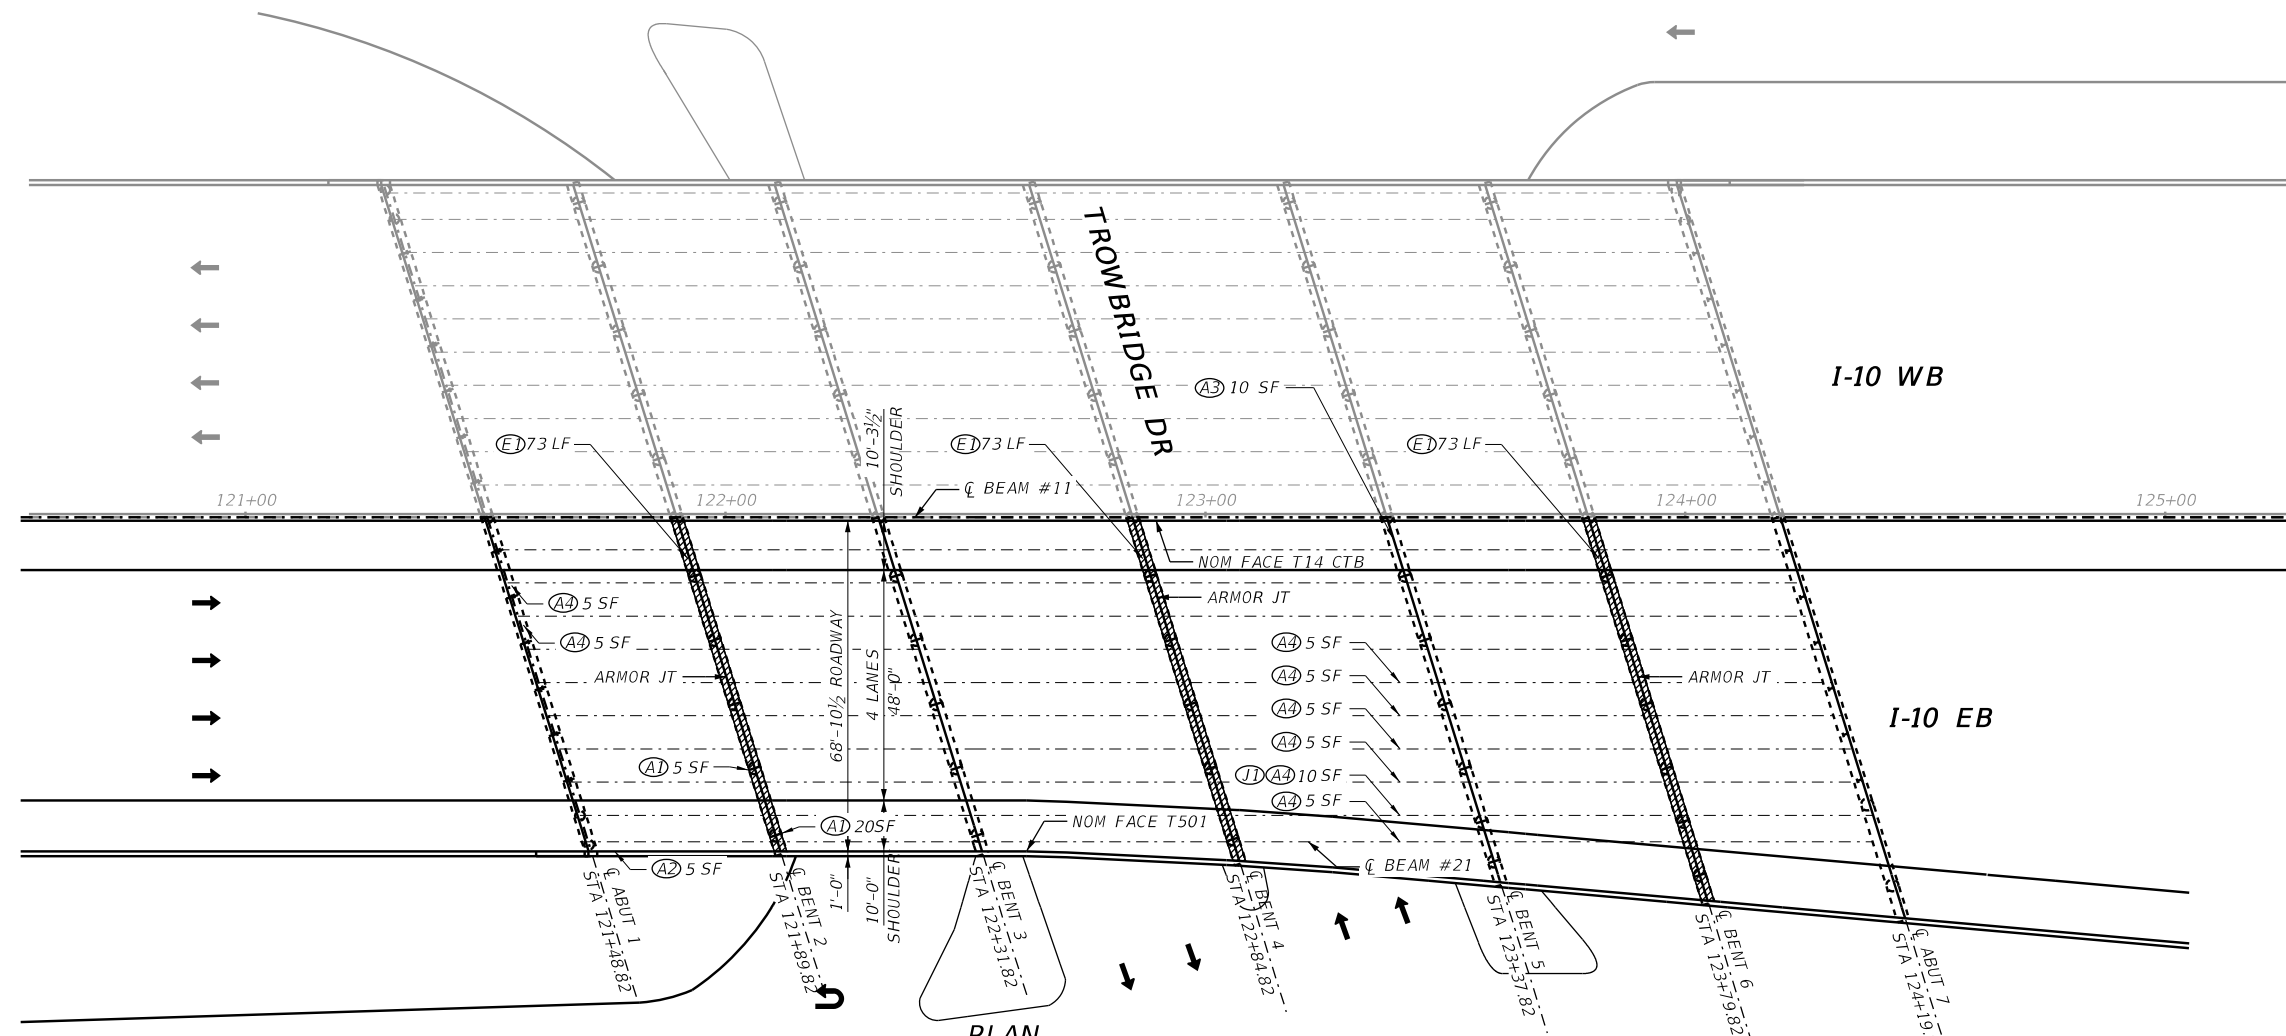 TROWBRIDGE DR
I-10 WB
A3 10 SF
E1 73 LF
E1 73 LF
E1 73 LF
10'-3½"
SHOULDER
℄ BEAM #11
121+00
122+00
123+00
124+00
125+00
NOM FACE T14 CTB
ARMOR JT
A4 5 SF
A4 5 SF
ARMOR JT
68'-10½ ROADWAY
4 LANES
48'-0"
A4 5 SF
A4 5 SF
A4 5 SF
A4 5 SF
J1 A4 10 SF
A4 5 SF
ARMOR JT
I-10 EB
A1 5 SF
A1 20SF
NOM FACE T501
A2 5 SF
1'-0"
10'-0"
SHOULDER
℄ BEAM #21
℄ ABUT 1
STA 121+48.82
℄ BENT 2
STA 121+89.82
℄ BENT 3
STA 122+31.82
℄ BENT 4
STA 122+84.82
℄ BENT 5
STA 123+37.82
℄ BENT 6
STA 123+79.82
℄ ABUT 7
STA 124+19.
PLAN